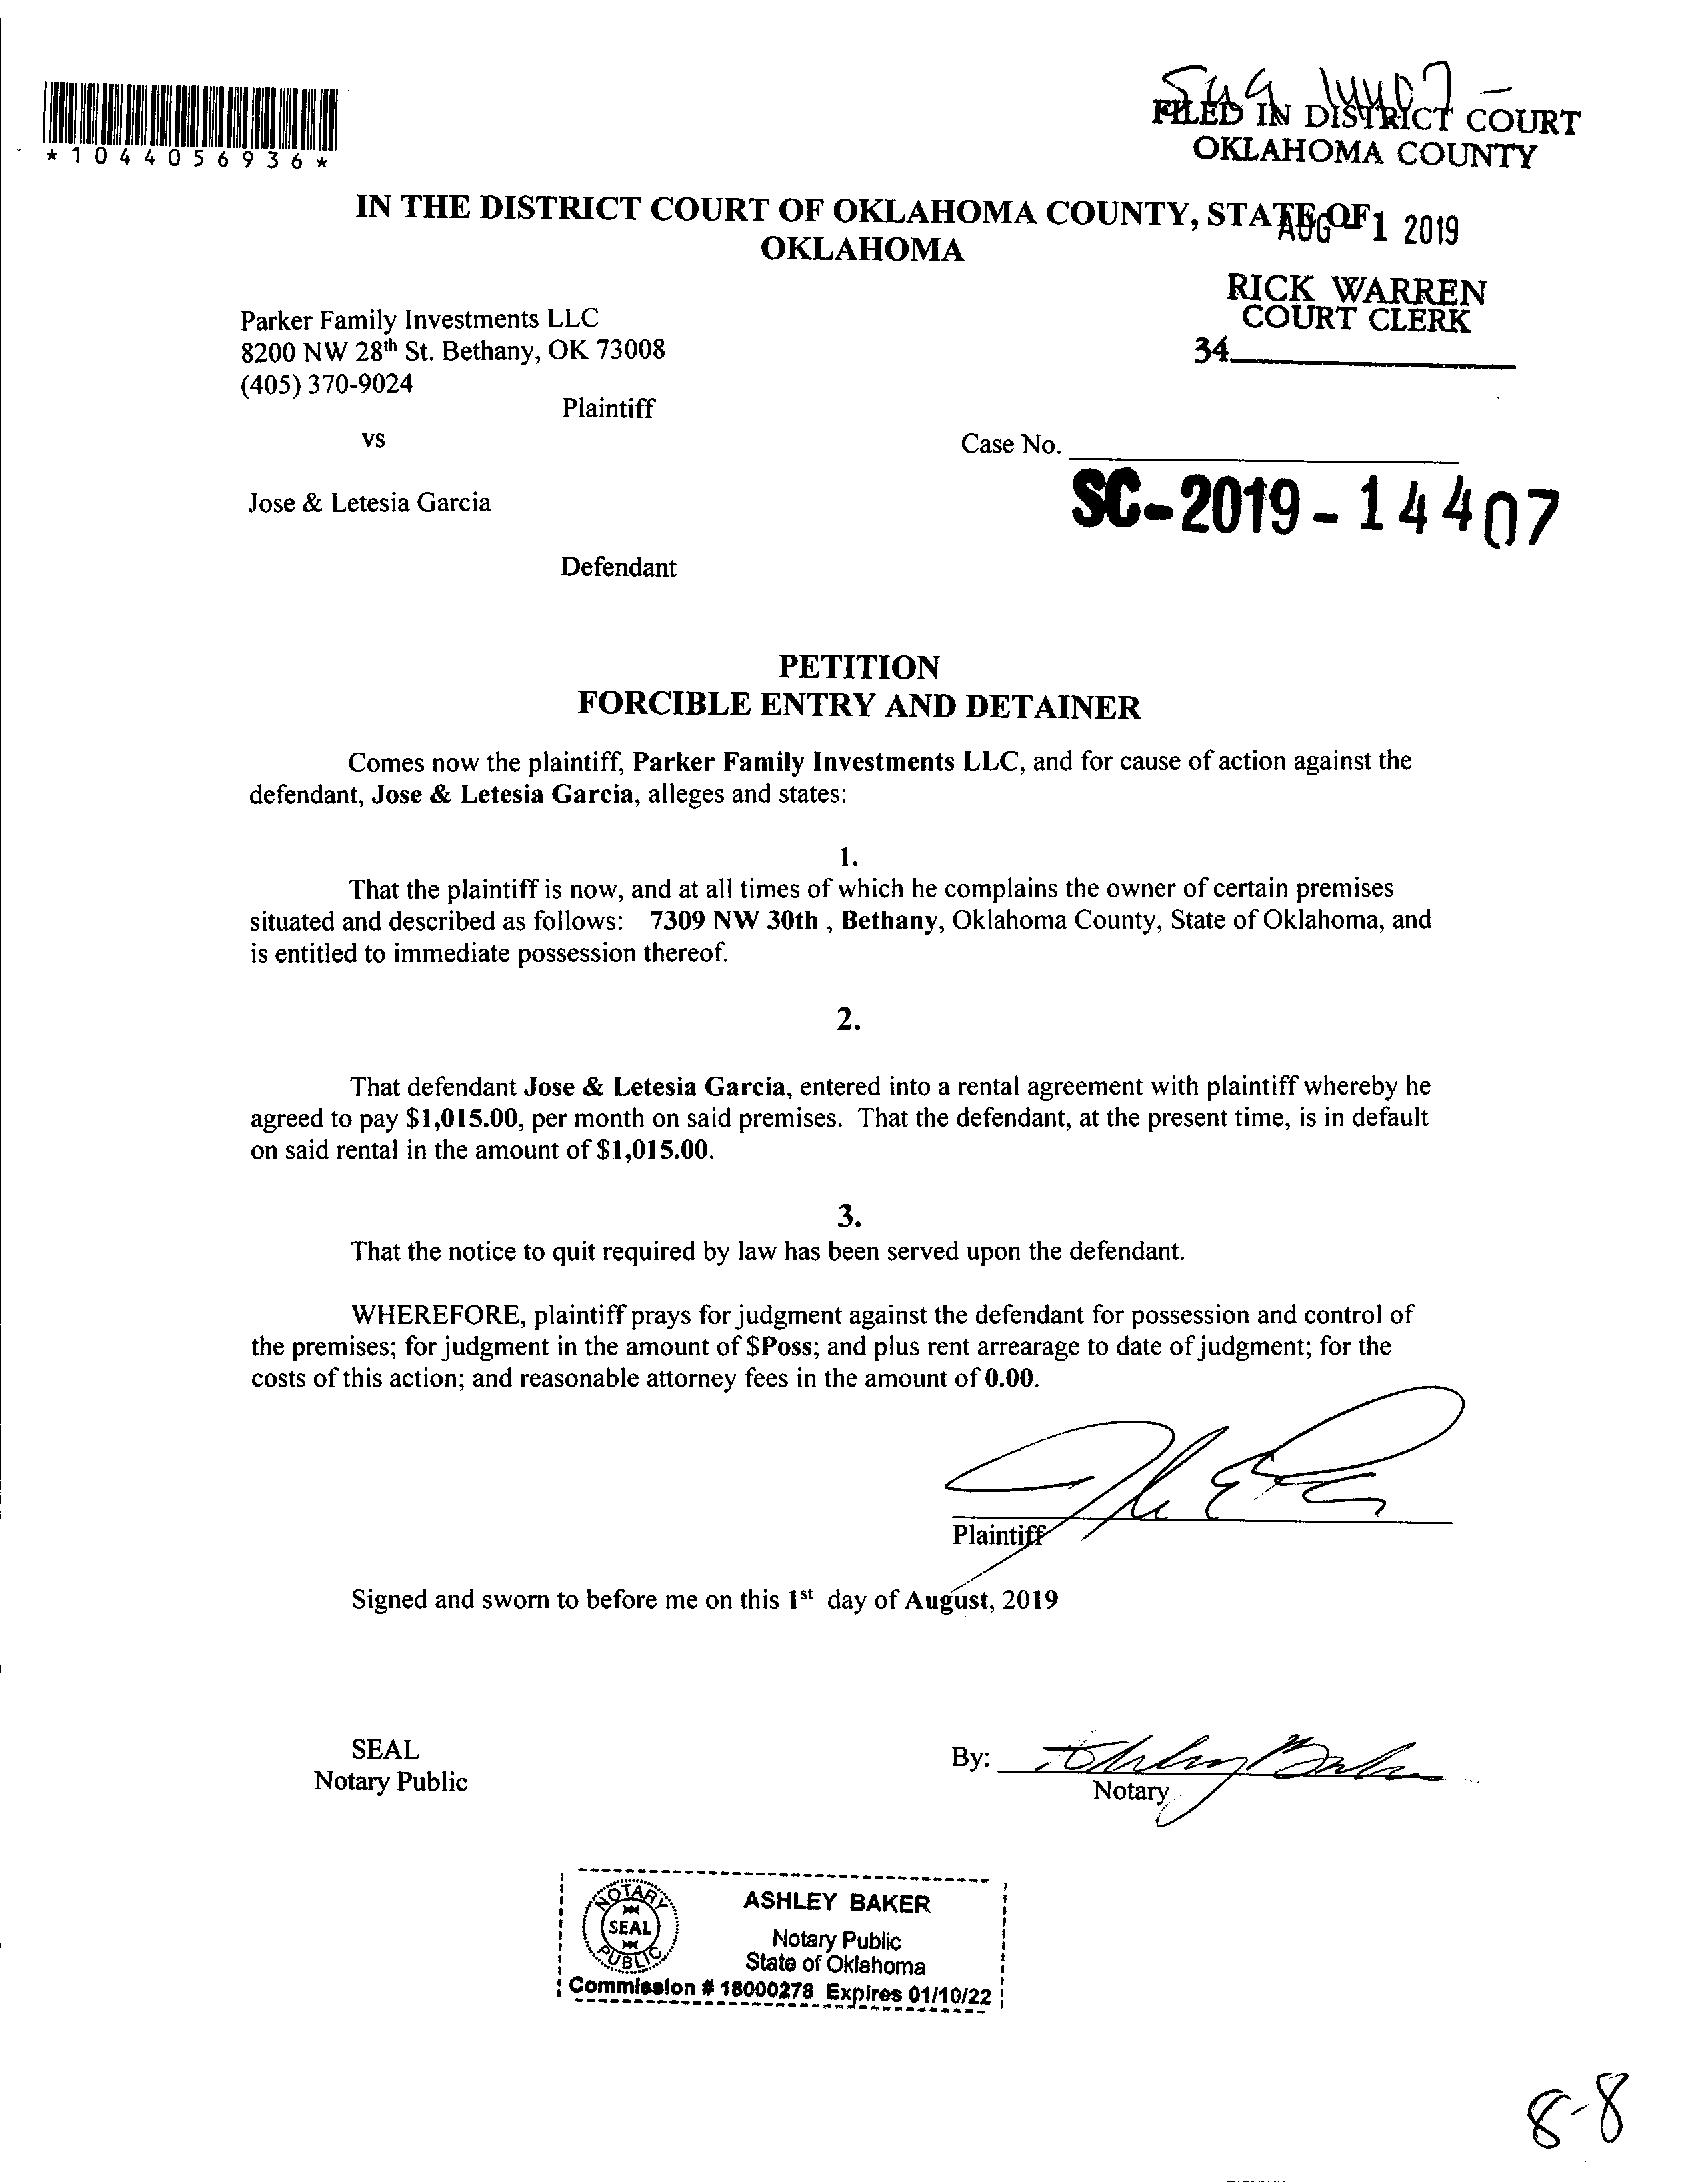 *1044056936*
FILED IN DISTRICT COURT
OKLAHOMA COUNTY
IN THE DISTRICT COURT OF OKLAHOMA COUNTY, STATE OF
AUG 1 2019
OKLAHOMA
RICK WARREN
COURT CLERK
34
Parker Family Investments LLC
8200 NW 28th St. Bethany, OK 73008
(405) 370-9024
Plaintiff
vs
Case No.
SC-2019-14407
Jose & Letesia Garcia
Defendant
PETITION
FORCIBLE ENTRY AND DETAINER
Comes now the plaintiff, Parker Family Investments LLC, and for cause of action against the
defendant, Jose & Letesia Garcia, alleges and states:
1.
That the plaintiff is now, and at all times of which he complains the owner of certain premises
situated and described as follows: 7309 NW 30th , Bethany, Oklahoma County, State of Oklahoma, and
is entitled to immediate possession thereof.
2.
That defendant Jose & Letesia Garcia, entered into a rental agreement with plaintiff whereby he
agreed to pay $1,015.00, per month on said premises. That the defendant, at the present time, is in default
on said rental in the amount of $1,015.00.
3.
That the notice to quit required by law has been served upon the defendant.
WHEREFORE, plaintiff prays for judgment against the defendant for possession and control of
the premises; for judgment in the amount of $Poss; and plus rent arrearage to date of judgment; for the
costs of this action; and reasonable attorney fees in the amount of 0.00.
Plaintiff
Signed and sworn to before me on this 1st day of August, 2019
SEAL
Notary Public
By: Ashley Baker
Notary
NOTARY
SEAL
PUBLIC
ASHLEY BAKER
Notary Public
State of Oklahoma
Commission # 18000278 Expires 01/10/22
8-8